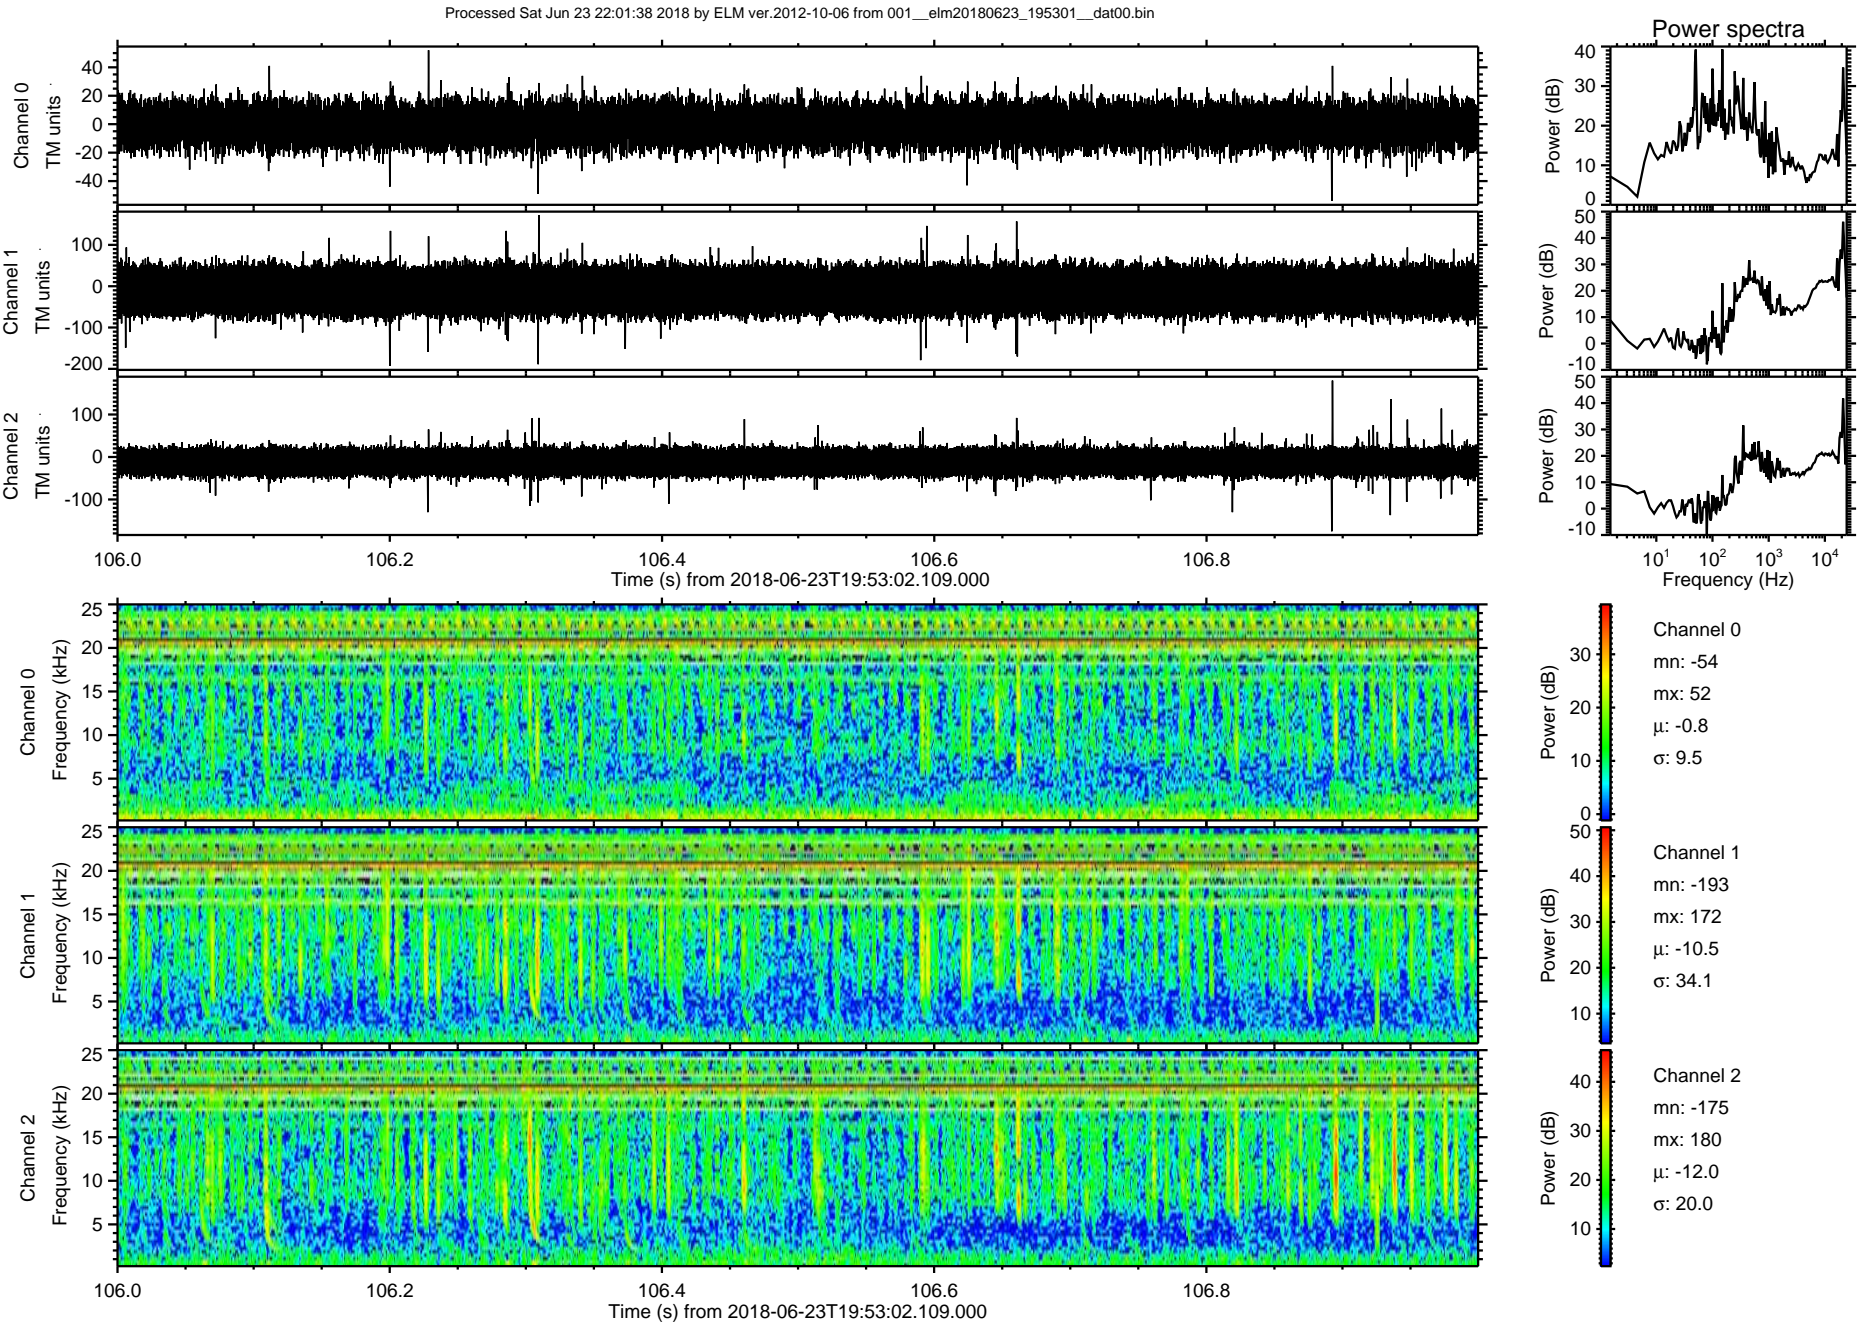 Processed Sat Jun 23 22:01:38 2018 by ELM ver.2012-10-06 from 001__elm20180623_195301__dat00.bin
Channel 0
TM units
40
20
0
-20
-40
Channel 1
TM units
100
0
-100
-200
Channel 2
TM units
100
0
-100
106.0 106.2 106.4 106.6 106.8
Time (s) from 2018-06-23T19:53:02.109.000
Power spectra
Power (dB)
40
30
20
10
0
Power (dB)
50
40
30
20
10
0
-10
Power (dB)
50
40
30
20
10
0
-10
10^1 10^2 10^3 10^4
Frequency (Hz)
Channel 0
Frequency (kHz)
25
20
15
10
5
Power (dB)
30
20
10
0
Channel 0
mn: -54
mx: 52
μ: -0.8
σ: 9.5
Channel 1
Frequency (kHz)
25
20
15
10
5
Power (dB)
50
40
30
20
10
Channel 1
mn: -193
mx: 172
μ: -10.5
σ: 34.1
Channel 2
Frequency (kHz)
25
20
15
10
5
Power (dB)
40
30
20
10
Channel 2
mn: -175
mx: 180
μ: -12.0
σ: 20.0
106.0 106.2 106.4 106.6 106.8
Time (s) from 2018-06-23T19:53:02.109.000